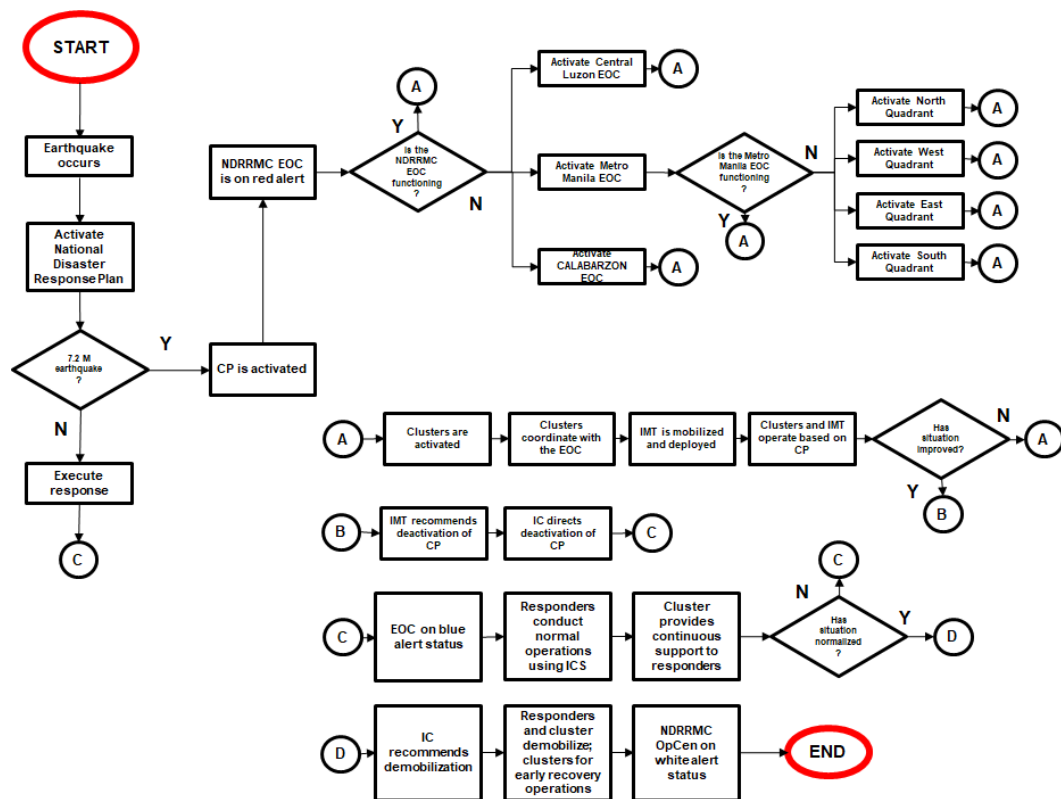 START
Earthquake
occurs
Activate
National
Disaster
Response Plan
7.2 M
earthquake
?
Y
N
Execute
response
C
CP is activated
NDRRMC EOC
is on red alert
Is the
NDRRMC
EOC
functioning
?
Y
A
N
Activate Central
Luzon EOC
A
Activate Metro
Manila EOC
Is the Metro
Manila EOC
functioning
?
Y
A
N
Activate
CALABARZON
EOC
A
Activate North
Quadrant
A
Activate West
Quadrant
A
Activate East
Quadrant
A
Activate South
Quadrant
A
A
Clusters are
activated
Clusters
coordinate with
the EOC
IMT is mobilized
and deployed
Clusters and IMT
operate based on
CP
Has
situation
improved?
N
A
Y
B
B
IMT recommends
deactivation of
CP
IC directs
deactivation of
CP
C
C
EOC on blue
alert status
Responders
conduct
normal
operations
using ICS
Cluster
provides
continuous
support to
responders
Has
situation
normalized
?
N
C
Y
D
D
IC
recommends
demobilization
Responders
and cluster
demobilize;
clusters for
early recovery
operations
NDRRMC
OpCen on
white alert
status
END